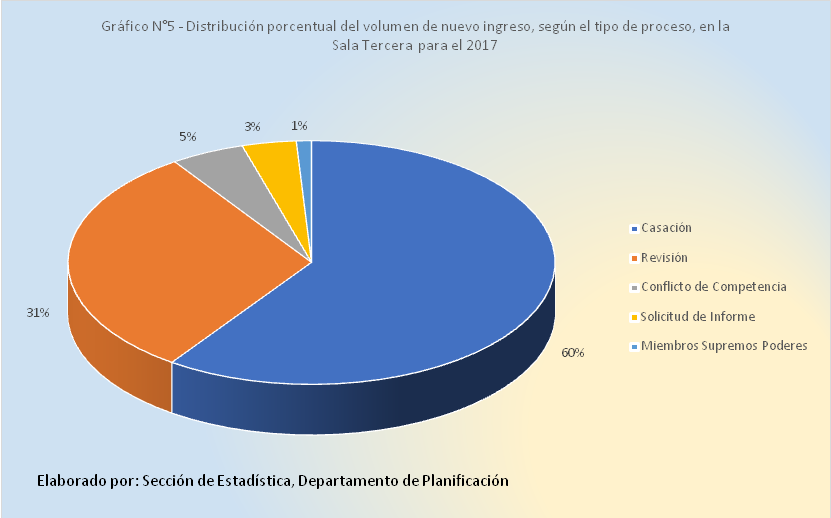 Gráfico N°5 - Distribución porcentual del volumen de nuevo ingreso, según el tipo de proceso, en la
Sala Tercera para el 2017
1%
3%
5%
31%
60%
Casación
Revisión
Conflicto de Competencia
Solicitud de Informe
Miembros Supremos Poderes
Elaborado por: Sección de Estadística, Departamento de Planificación